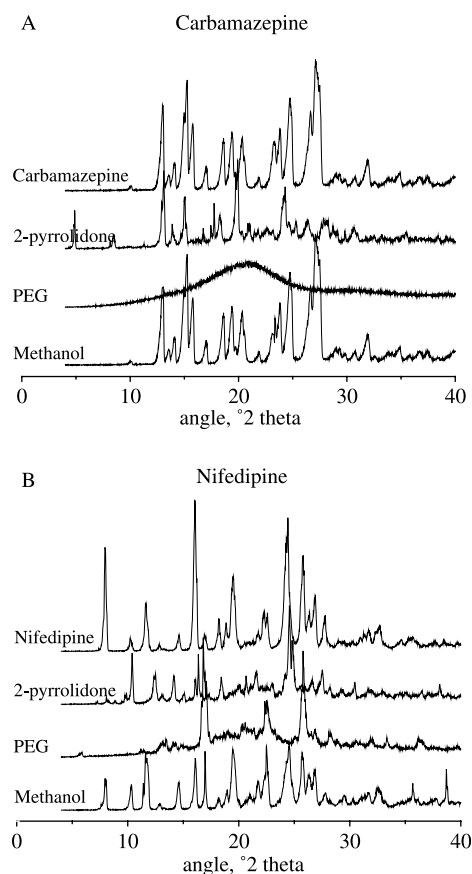 A
Carbamazepine
Carbamazepine
2-pyrrolidone
PEG
Methanol
0 10 20 30 40
angle, ˚2 theta
B
Nifedipine
Nifedipine
2-pyrrolidone
PEG
Methanol
0 10 20 30 40
angle, ˚2 theta